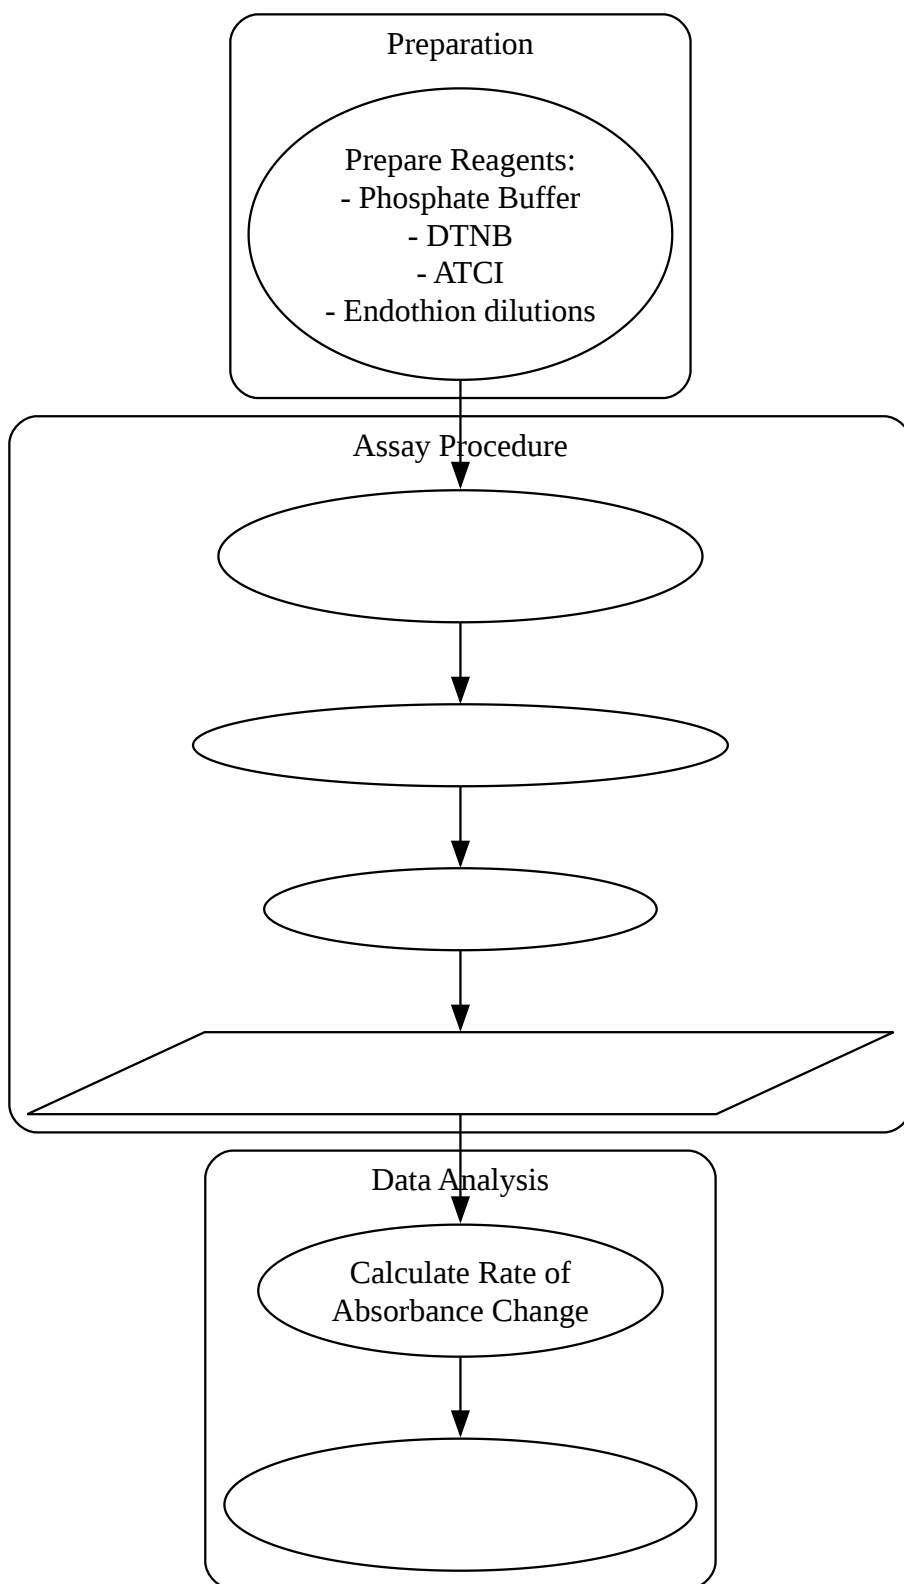 Preparation
Prepare Reagents:
- Phosphate Buffer
- DTNB
- ATCI
- Endothion dilutions
Assay Procedure
Data Analysis
Calculate Rate of
Absorbance Change